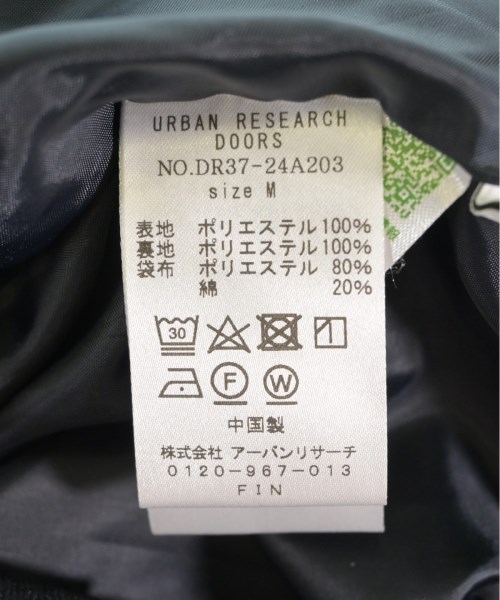 URBAN RESEARCH
DOORS
NO.DR37-24A203
size M
表地 ポリエステル100%
裏地 ポリエステル100%
袋布 ポリエステル 80%
綿 20%
30
F W
中国製
株式会社 アーバンリサーチ
0120-967-013
FIN